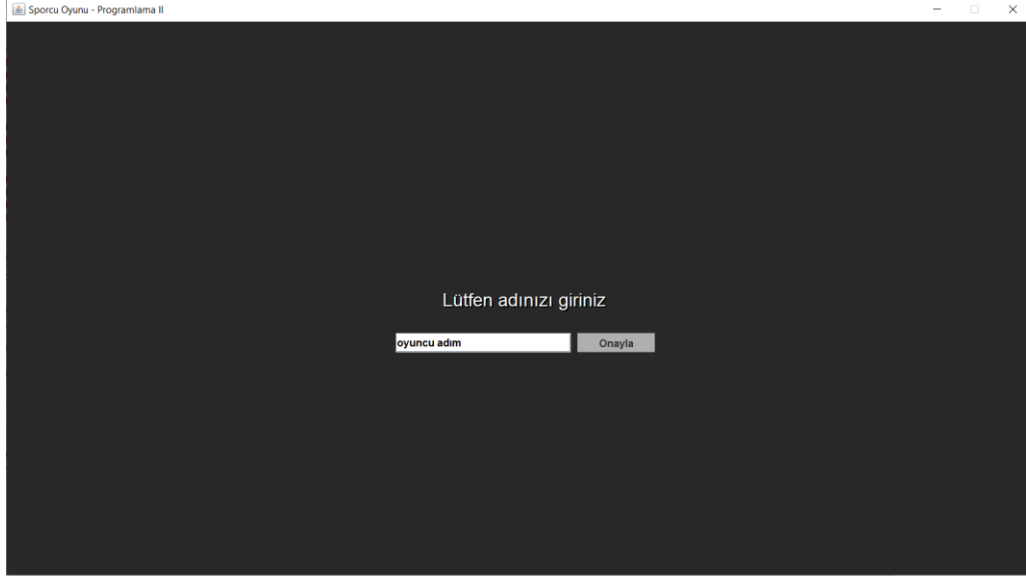 Sporcu Oyunu - Programlama II
Lütfen adınızı giriniz
oyuncu adım
Onayla